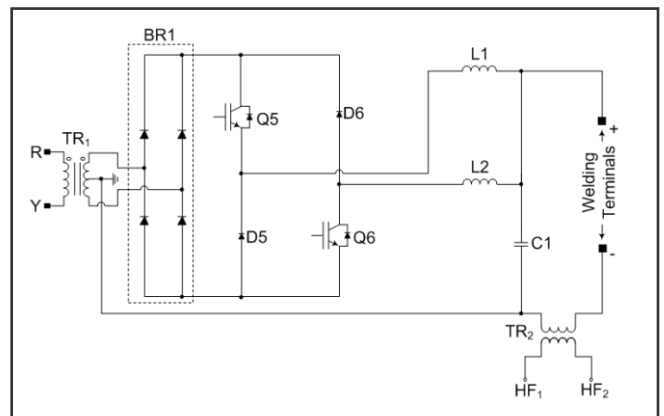 BR1
L1
Q5
D6
TR1
R
+
L2
Welding
Terminals
Y
D5
Q6
C1
-
TR2
HF1
HF2